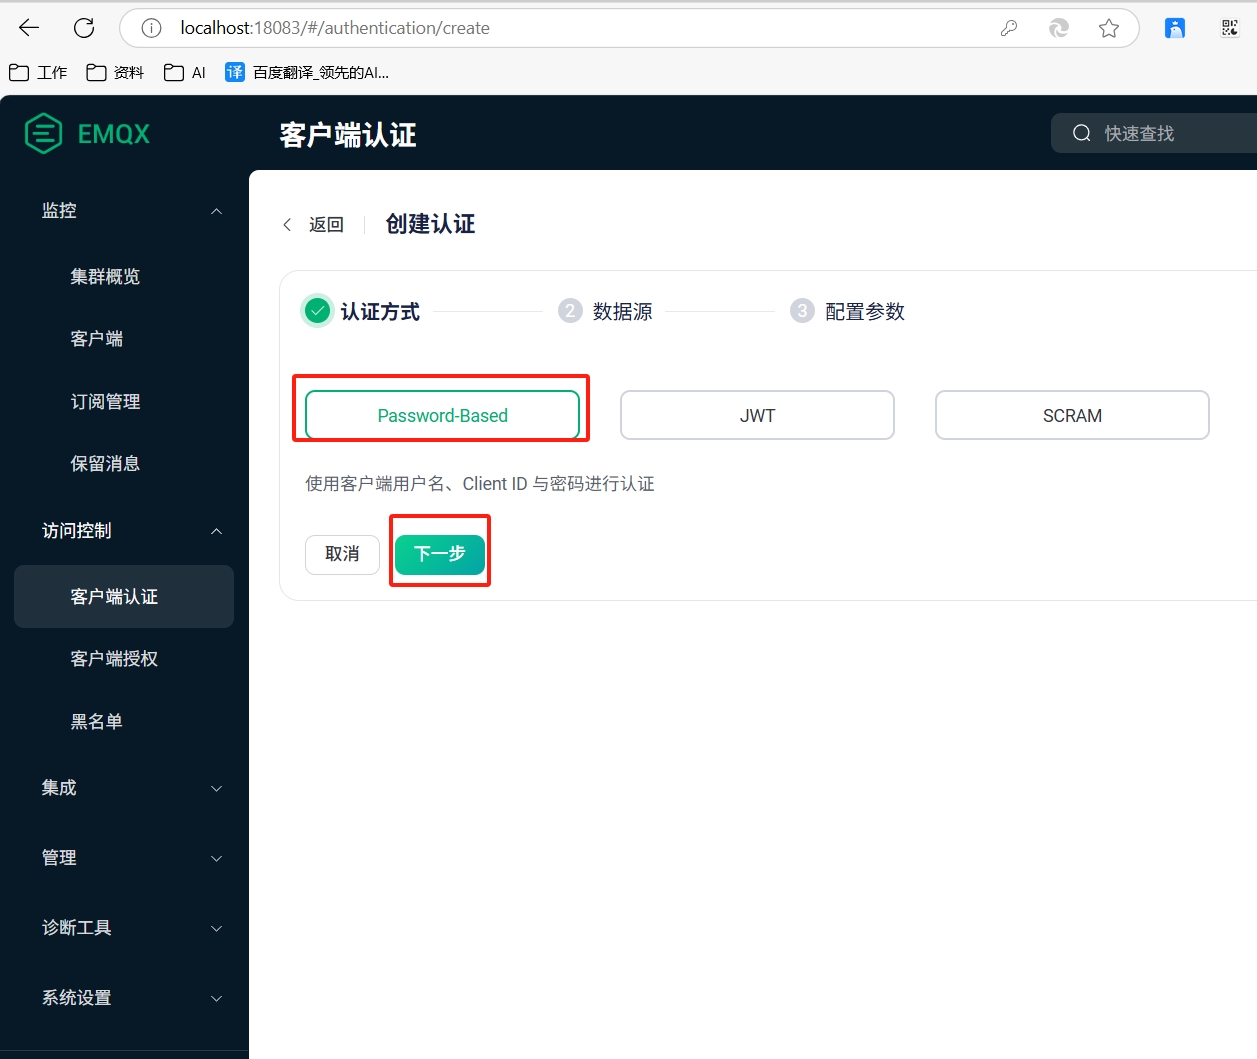 localhost:18083/#/authentication/create
工作
资料
AI
译
百度翻译_领先的AI...
EMQX
客户端认证
快速查找
监控
集群概览
客户端
订阅管理
保留消息
访问控制
客户端认证
客户端授权
黑名单
集成
管理
诊断工具
系统设置
返回
创建认证
认证方式
2 数据源
3 配置参数
Password-Based
JWT
SCRAM
使用客户端用户名、Client ID 与密码进行认证
取消
下一步